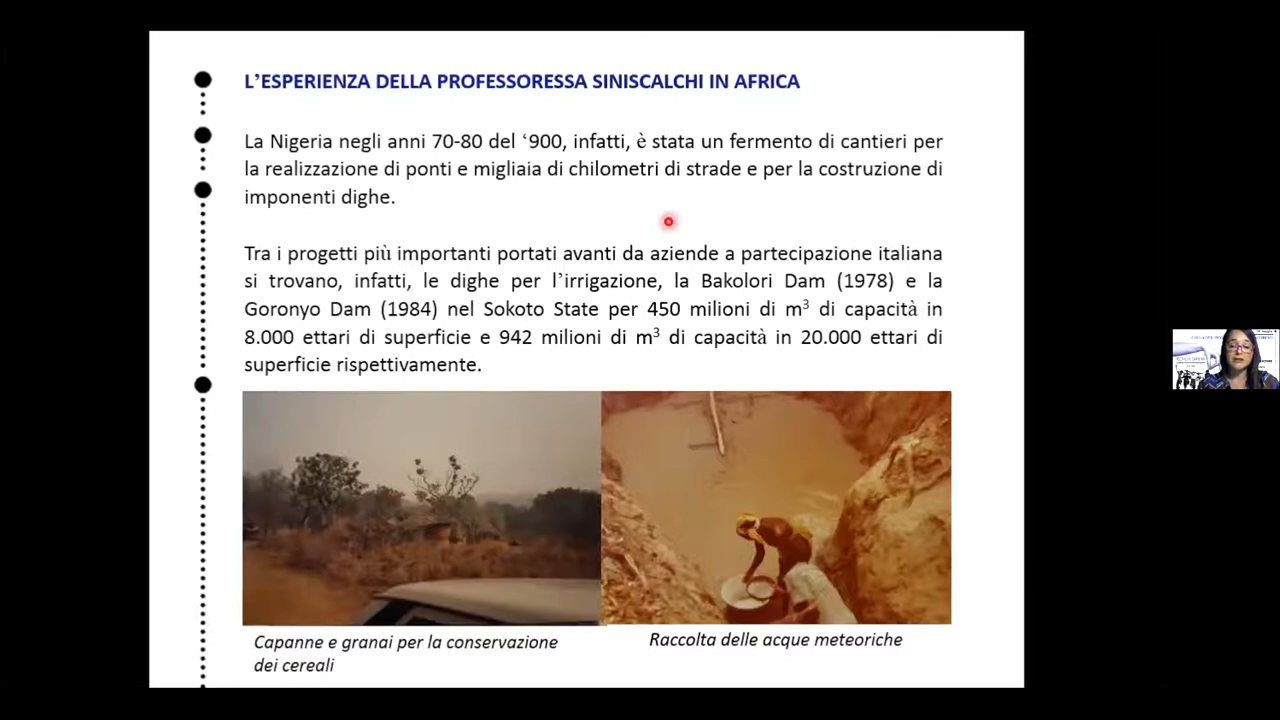 L’ESPERIENZA DELLA PROFESSORESSA SINISCALCHI IN AFRICA
La Nigeria negli anni 70-80 del ‘900, infatti, è stata un fermento di cantieri per
la realizzazione di ponti e migliaia di chilometri di strade e per la costruzione di
imponenti dighe.
Tra i progetti più importanti portati avanti da aziende a partecipazione italiana
si trovano, infatti, le dighe per l’irrigazione, la Bakolori Dam (1978) e la
Goronyo Dam (1984) nel Sokoto State per 450 milioni di m³ di capacità in
8.000 ettari di superficie e 942 milioni di m³ di capacità in 20.000 ettari di
superficie rispettivamente.
Capanne e granai per la conservazione
dei cereali
Raccolta delle acque meteoriche